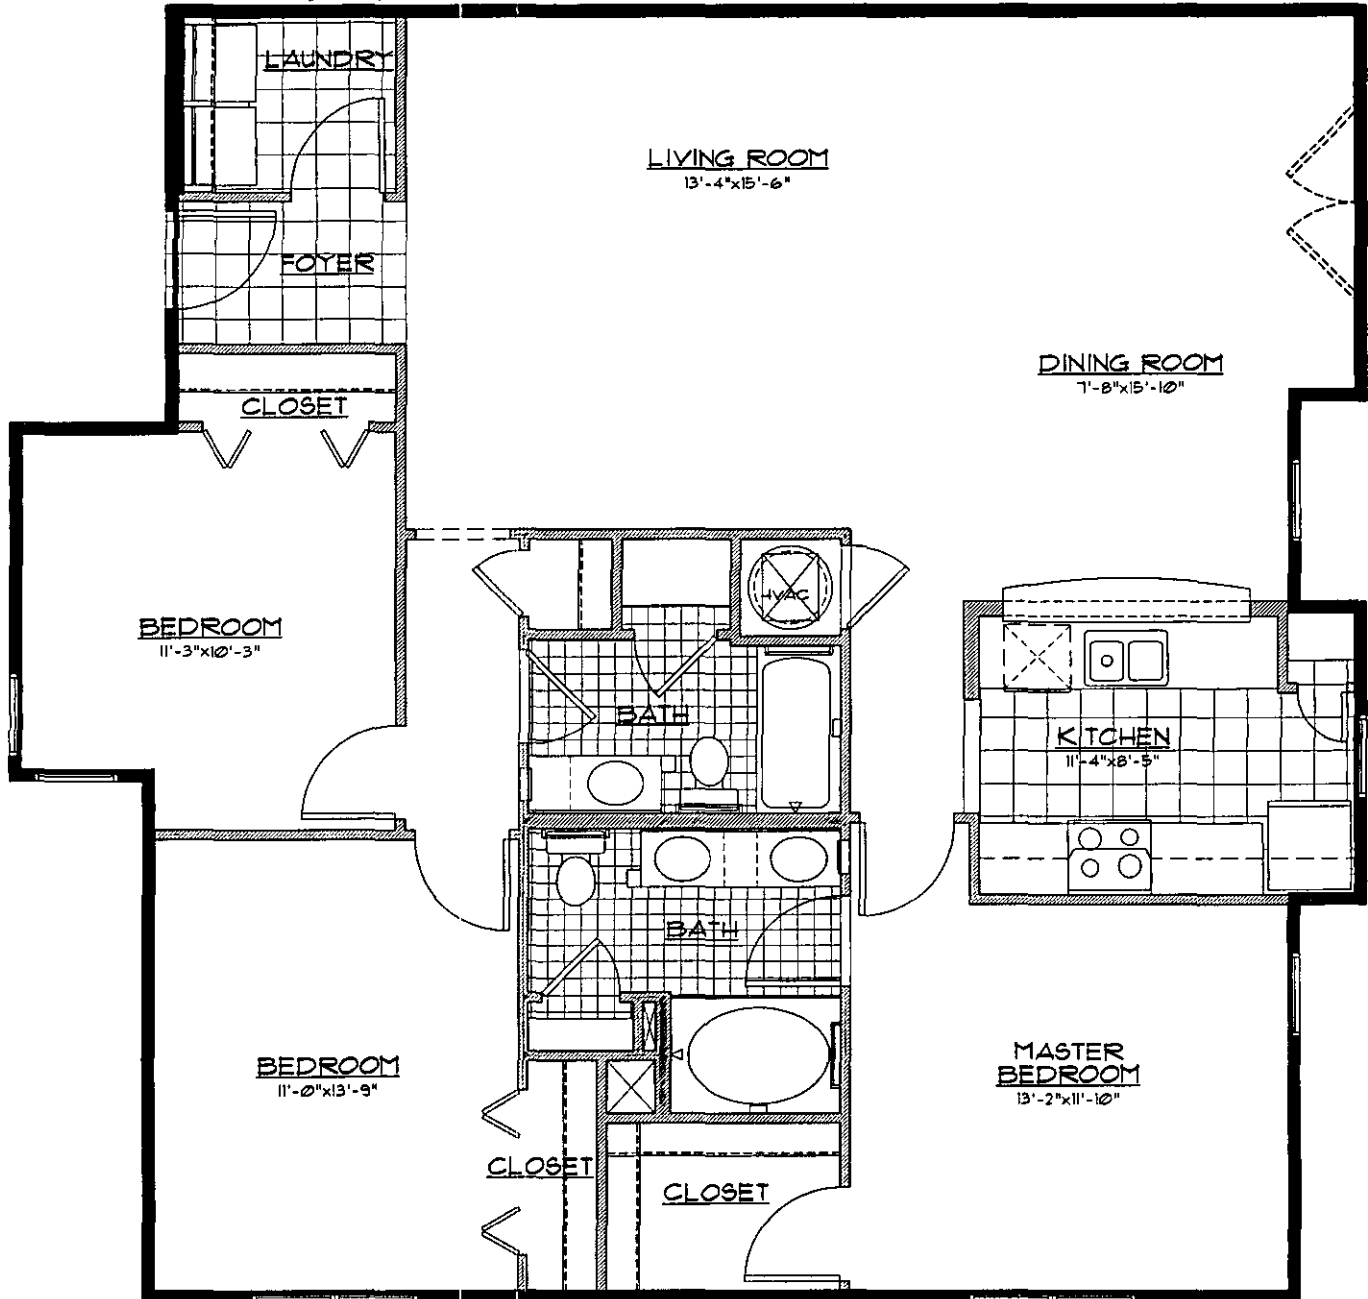 LAUNDRY
LIVING ROOM
13'-4"x15'-6"
FOYER
DINING ROOM
7'-8"x15'-10"
CLOSET
BEDROOM
11'-3"x10'-3"
HVAC
BATH
KITCHEN
11'-4"x8'-5"
BATH
BEDROOM
11'-0"x13'-9"
MASTER
BEDROOM
13'-2"x11'-10"
CLOSET
CLOSET